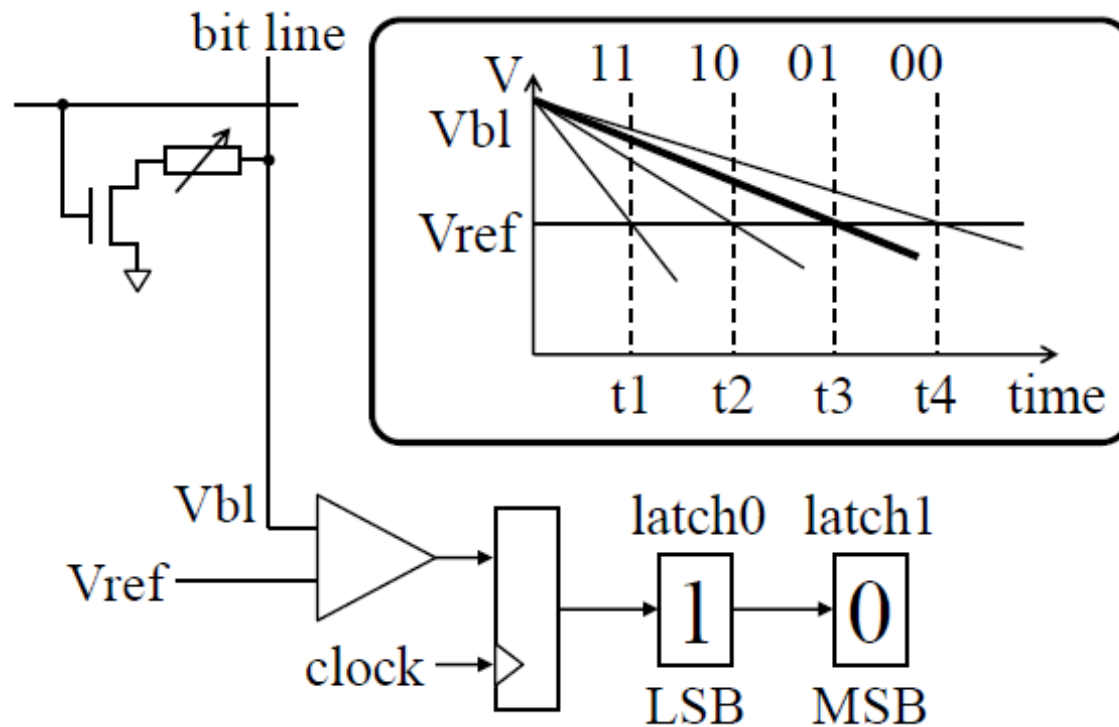 bit line
V 11 10 01 00
Vbl
Vref
t1 t2 t3 t4 time
Vbl
Vref
clock
latch0 latch1
1 0
LSB MSB